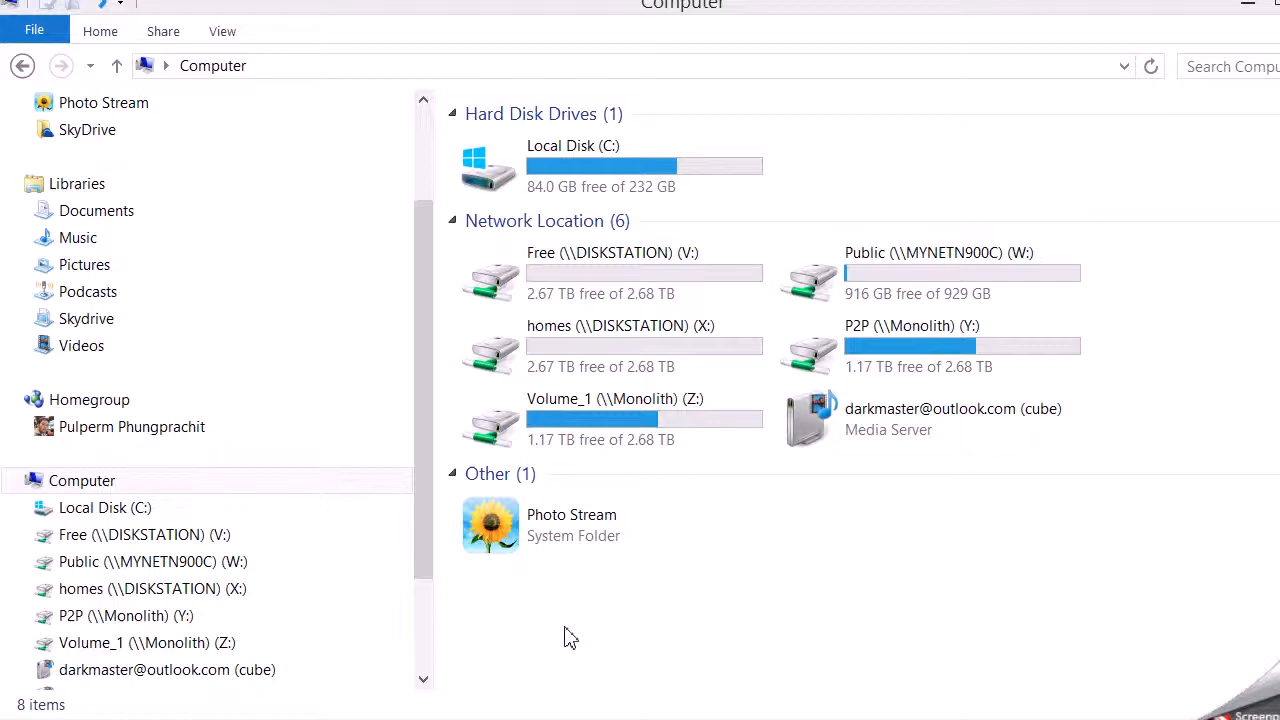 Computer
File
Home
Share
View
Computer
Search Compu
Photo Stream
SkyDrive
Libraries
Documents
Music
Pictures
Podcasts
Skydrive
Videos
Homegroup
Pulperm Phungprachit
Computer
Local Disk (C:)
Free (\\DISKSTATION) (V:)
Public (\\MYNETN900C) (W:)
homes (\\DISKSTATION) (X:)
P2P (\\Monolith) (Y:)
Volume_1 (\\Monolith) (Z:)
darkmaster@outlook.com (cube)
Hard Disk Drives (1)
Local Disk (C:)
84.0 GB free of 232 GB
Network Location (6)
Free (\\DISKSTATION) (V:)
2.67 TB free of 2.68 TB
Public (\\MYNETN900C) (W:)
916 GB free of 929 GB
homes (\\DISKSTATION) (X:)
2.67 TB free of 2.68 TB
P2P (\\Monolith) (Y:)
1.17 TB free of 2.68 TB
Volume_1 (\\Monolith) (Z:)
1.17 TB free of 2.68 TB
darkmaster@outlook.com (cube)
Media Server
Other (1)
Photo Stream
System Folder
8 items